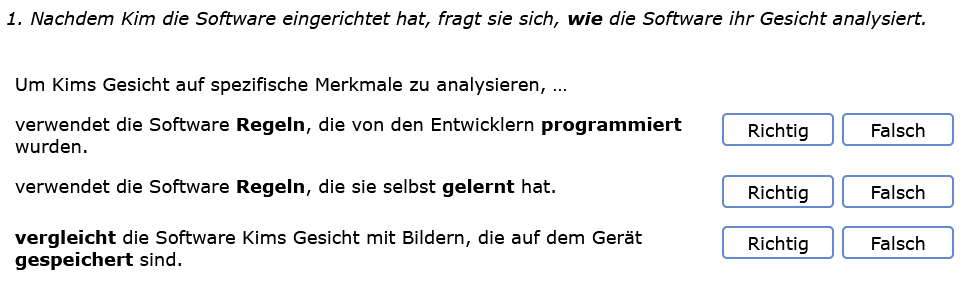 1. Nachdem Kim die Software eingerichtet hat, fragt sie sich, wie die Software ihr Gesicht analysiert.
Um Kims Gesicht auf spezifische Merkmale zu analysieren, ...
verwendet die Software Regeln, die von den Entwicklern programmiert
wurden.
Richtig Falsch
verwendet die Software Regeln, die sie selbst gelernt hat.
Richtig Falsch
vergleicht die Software Kims Gesicht mit Bildern, die auf dem Gerät
gespeichert sind.
Richtig Falsch